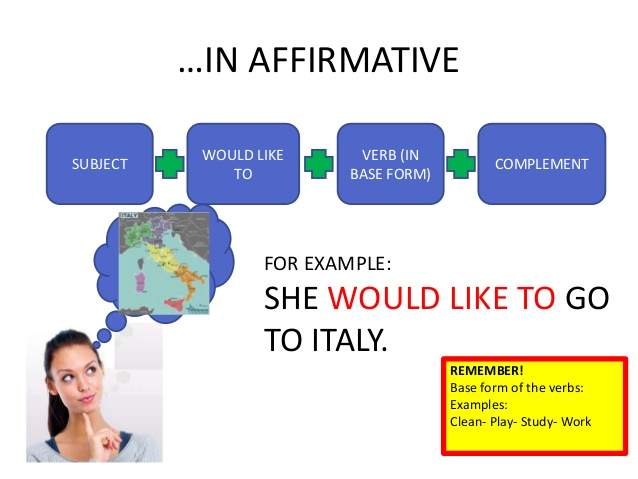 …IN AFFIRMATIVE
SUBJECT
WOULD LIKE
TO
VERB (IN
BASE FORM)
COMPLEMENT
ITALY
FOR EXAMPLE:
SHE WOULD LIKE TO GO
TO ITALY.
REMEMBER!
Base form of the verbs:
Examples:
Clean- Play- Study- Work